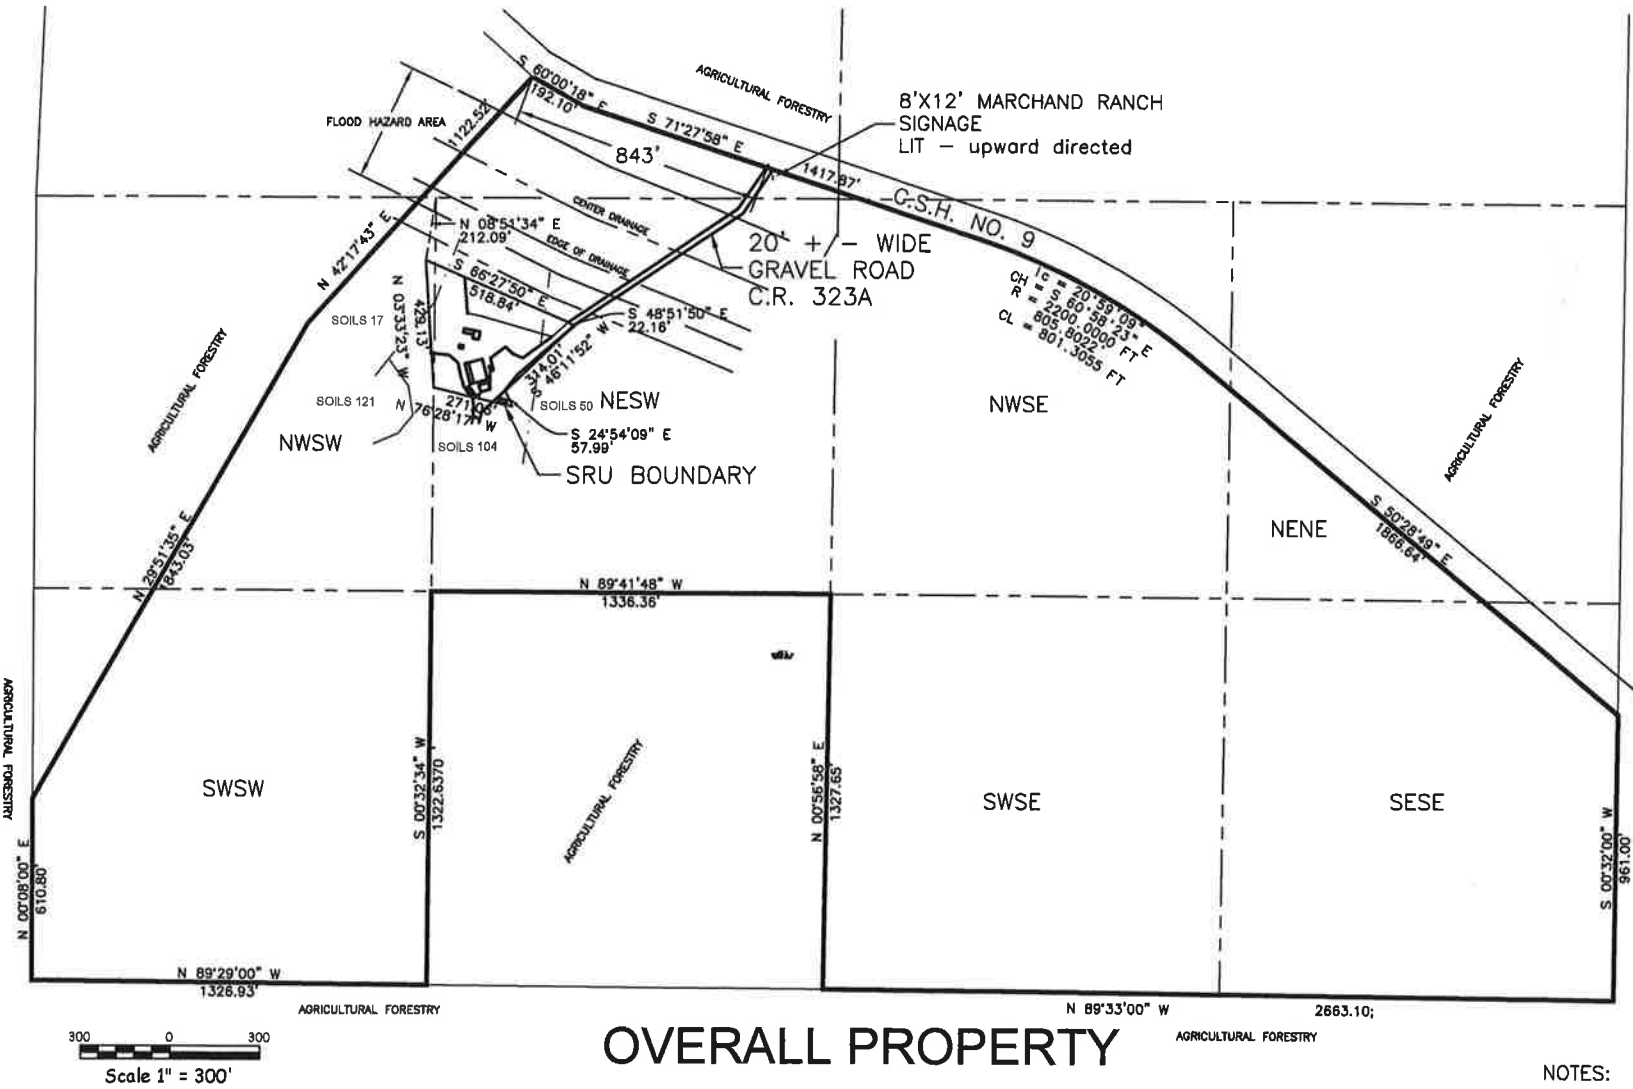 S 60°00'18" E
192.10'
AGRICULTURAL FORESTRY
8'X12' MARCHAND RANCH
SIGNAGE
LIT - upward directed
FLOOD HAZARD AREA
1122.52'
S 71°27'58" E
843'
1417.87'
C.S.H. NO. 9
CENTER DRAINAGE
N 08°51'34" E
212.09'
EDGE OF DRAINAGE
20' + - WIDE
GRAVEL ROAD
C.R. 323A
N 42°17'43" E
S 66°27'50" E
518.84'
N 03°33'23" W
429.13'
SOILS 17
S 48°51'50" E
22.16'
lc = 20°59'09"
CH = S 60°58'23" E
R = 2200.0000 FT
805.8022'
CL = 801.3055 FT
314.01'
S 46°11'52" W
AGRICULTURAL FORESTRY
AGRICULTURAL FORESTRY
SOILS 121
N 76°28'17" W
271.05'
SOILS 50
NESW
NWSE
NWSW
SOILS 104
S 24°54'09" E
57.99'
SRU BOUNDARY
S 50°28'49" E
1866.64'
NENE
N 29°51'35" E
1843.03'
N 89°41'48" W
1336.36'
AGRICULTURAL FORESTRY
S 00°32'34" W
1322.6370 '
N 00°56'58" E
1327.65'
SWSW
AGRICULTURAL FORESTRY
SWSE
SESE
N 00°08'00" E
610.80'
S 00°32'00" W
961.00'
N 89°29'00" W
1326.93'
AGRICULTURAL FORESTRY
N 89°33'00" W 2663.10;
AGRICULTURAL FORESTRY
OVERALL PROPERTY
300 0 300
Scale 1" = 300'
NOTES: